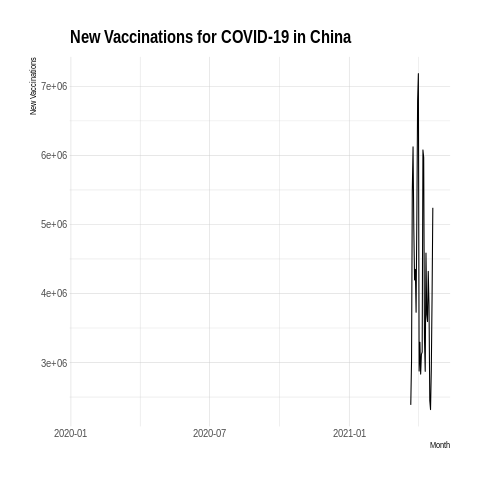 New Vaccinations for COVID-19 in China
New Vaccinations
7e+06
6e+06
5e+06
4e+06
3e+06
2020-01
2020-07
2021-01
Month